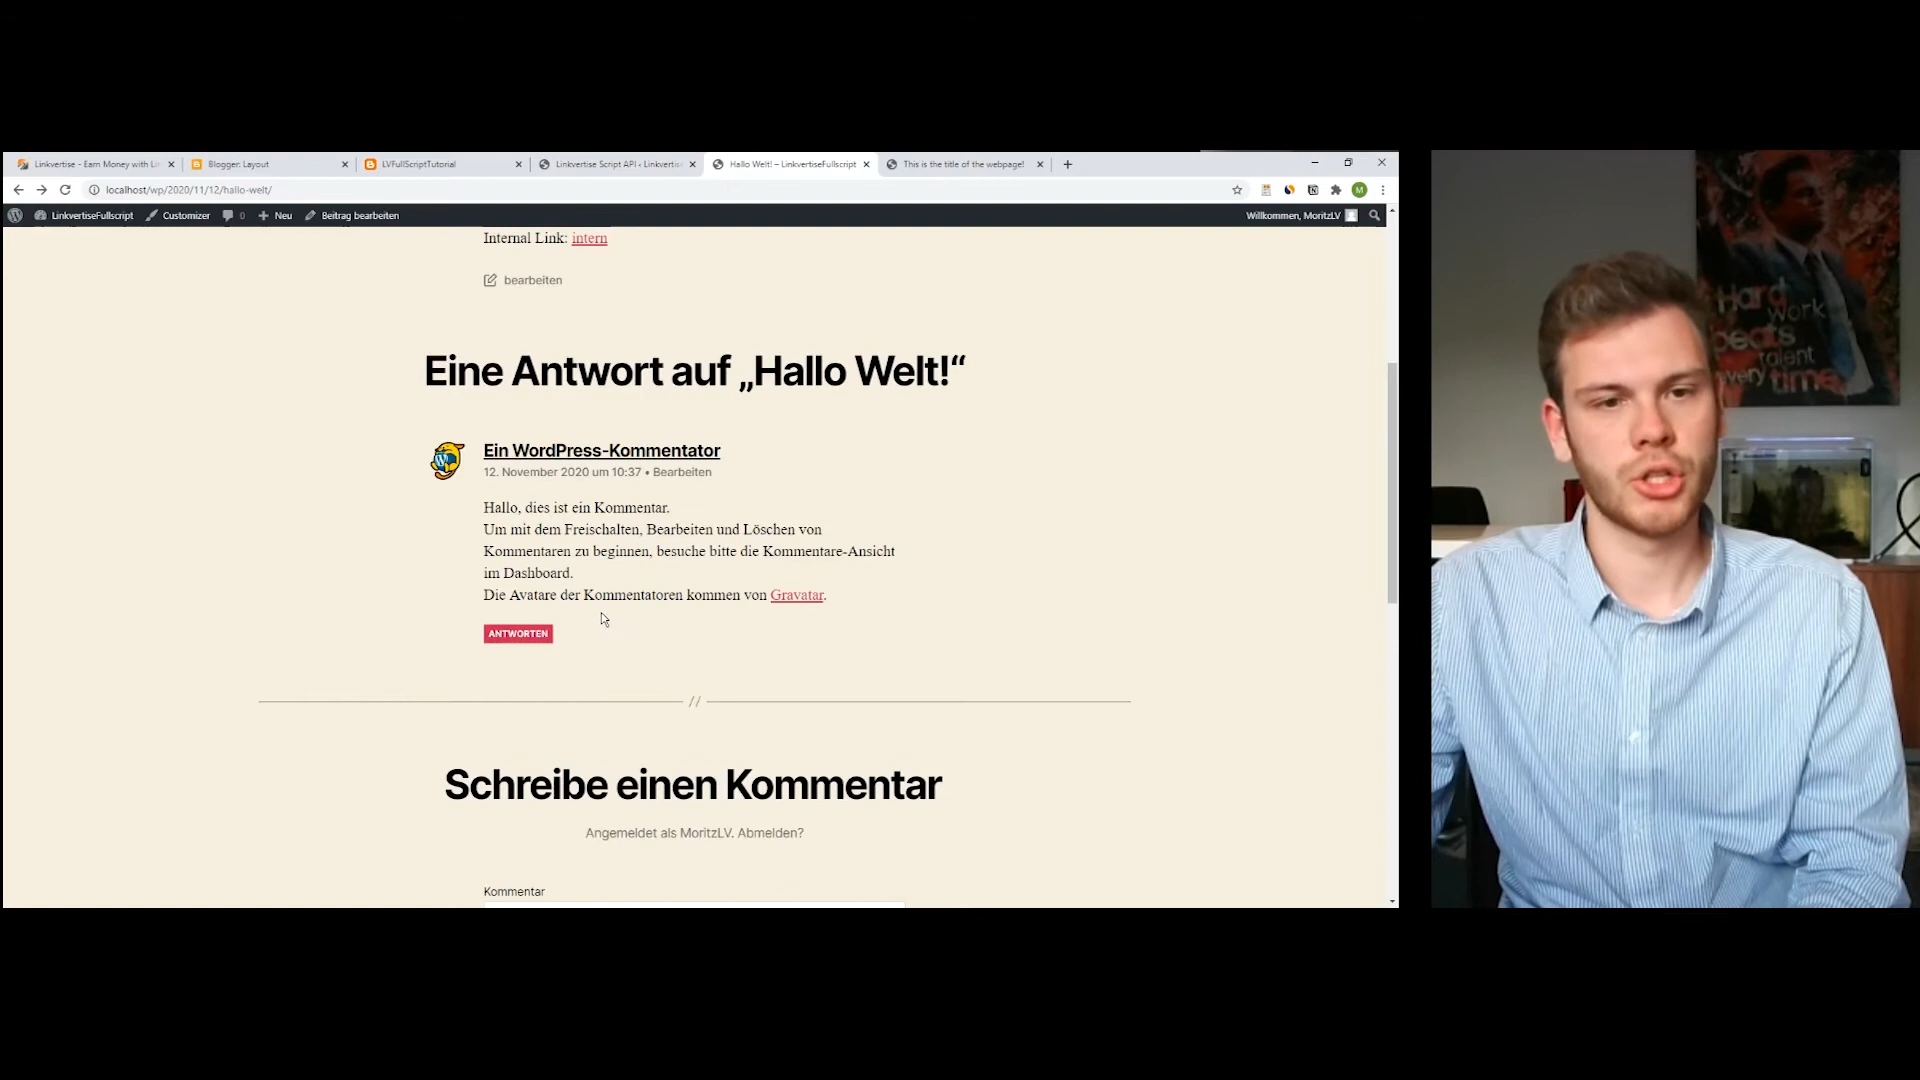 Linkvertise - Earn Money with Li
Blogger: Layout
LVFullScriptTutorial
Linkvertise Script API ‹ Linkvertis
Hallo Welt! – LinkvertiseFullscript
This is the title of the webpage!
localhost/wp/2020/11/12/hallo-welt/
M
LinkvertiseFullscript
Customizer
0
Neu
Beitrag bearbeiten
Willkommen, MoritzLV
Internal Link: intern
bearbeiten
Eine Antwort auf „Hallo Welt!“
Ein WordPress-Kommentator
12. November 2020 um 10:37 • Bearbeiten
Hallo, dies ist ein Kommentar.
Um mit dem Freischalten, Bearbeiten und Löschen von
Kommentaren zu beginnen, besuche bitte die Kommentare-Ansicht
im Dashboard.
Die Avatare der Kommentatoren kommen von Gravatar.
ANTWORTEN
//
Schreibe einen Kommentar
Angemeldet als MoritzLV. Abmelden?
Kommentar
Hard
work
beats
talent
every time